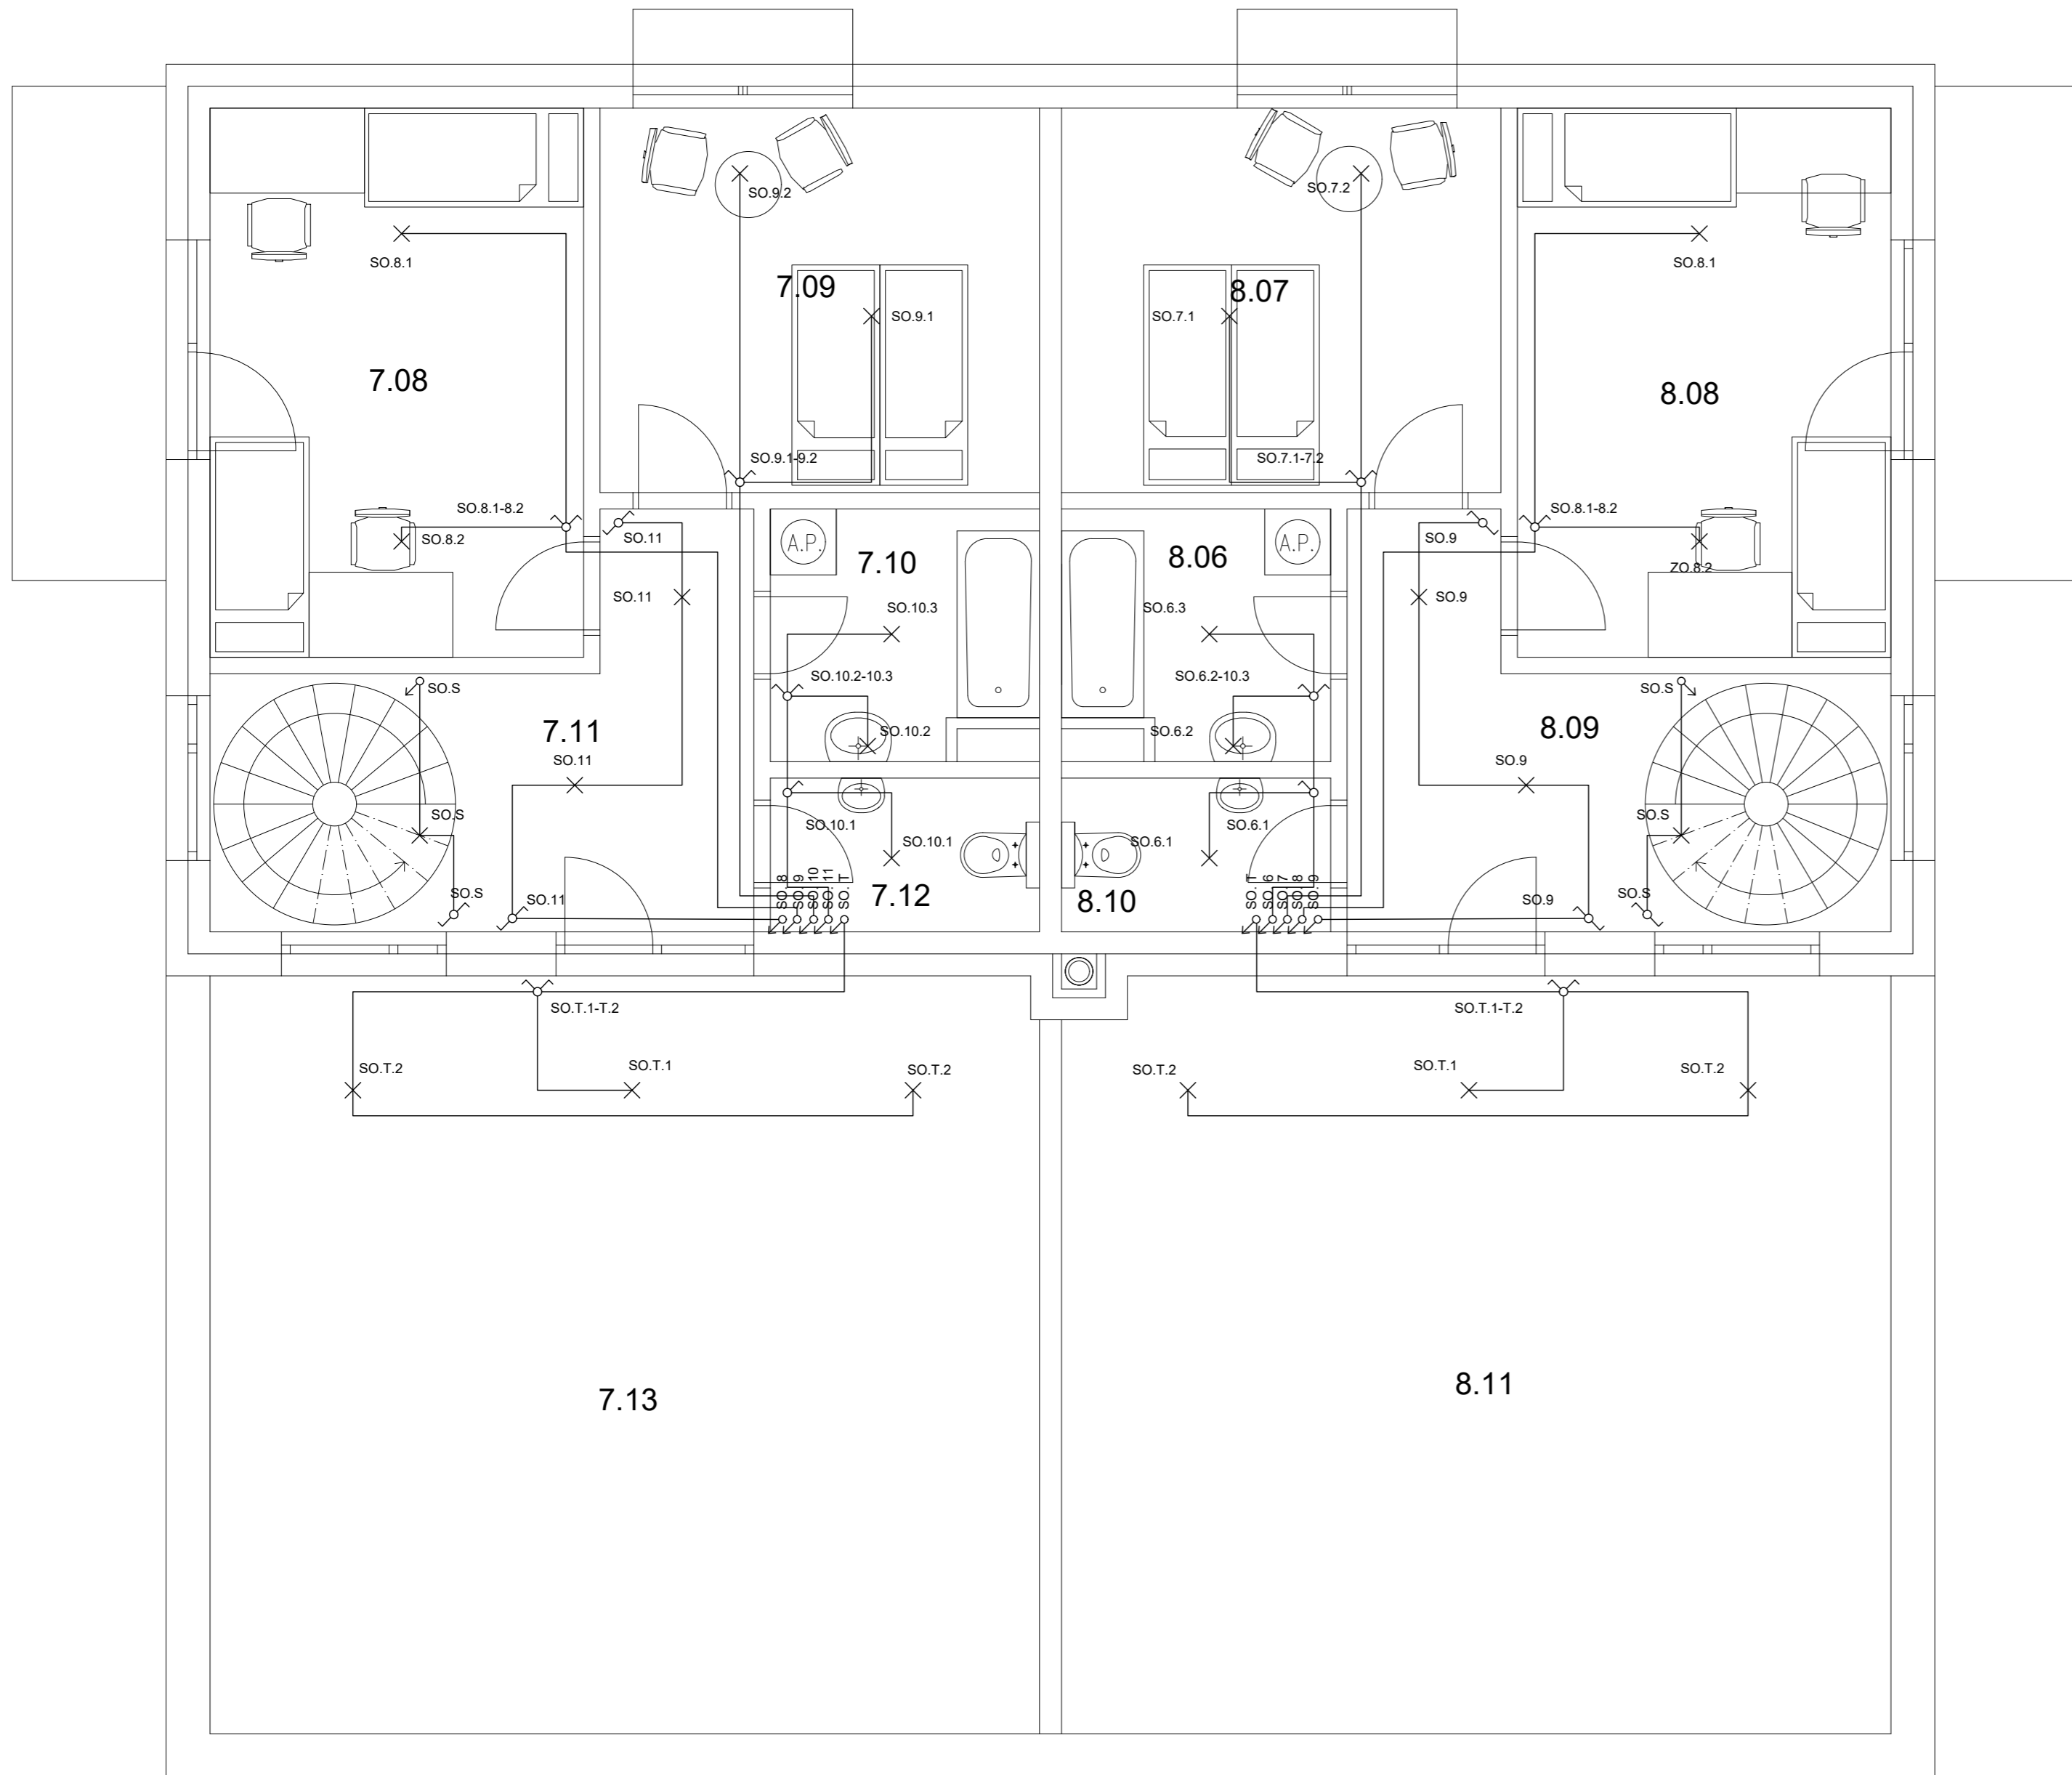 SO.9.2
SO.7.2
SO.8.1
SO.8.1
7.09
8.07
SO.9.1
SO.7.1
7.08
8.08
SO.9.1-9.2
SO.7.1-7.2
SO.8.1-8.2
SO.8.1-8.2
SO.8.2
SO.11
A.P.
A.P.
SO.9
7.10
8.06
ZO.8.2
SO.11
SO.10.3
SO.6.3
SO.9
SO.10.2-10.3
SO.6.2-10.3
SO.S
SO.S
7.11
SO.10.2
SO.6.2
8.09
SO.11
SO.9
SO.S
SO.10.1
SO.6.1
SO.S
SO.10.1
SO.6.1
SO.S
SO.11
SO. 8
SO. 9
SO. 10
SO. 11
SO. T
7.12
8.10
SO. T
SO. 6
SO. 7
SO. 8
SO. 9
SO.9
SO.S
SO.T.1-T.2
SO.T.1-T.2
SO.T.2
SO.T.1
SO.T.2
SO.T.2
SO.T.1
SO.T.2
7.13
8.11